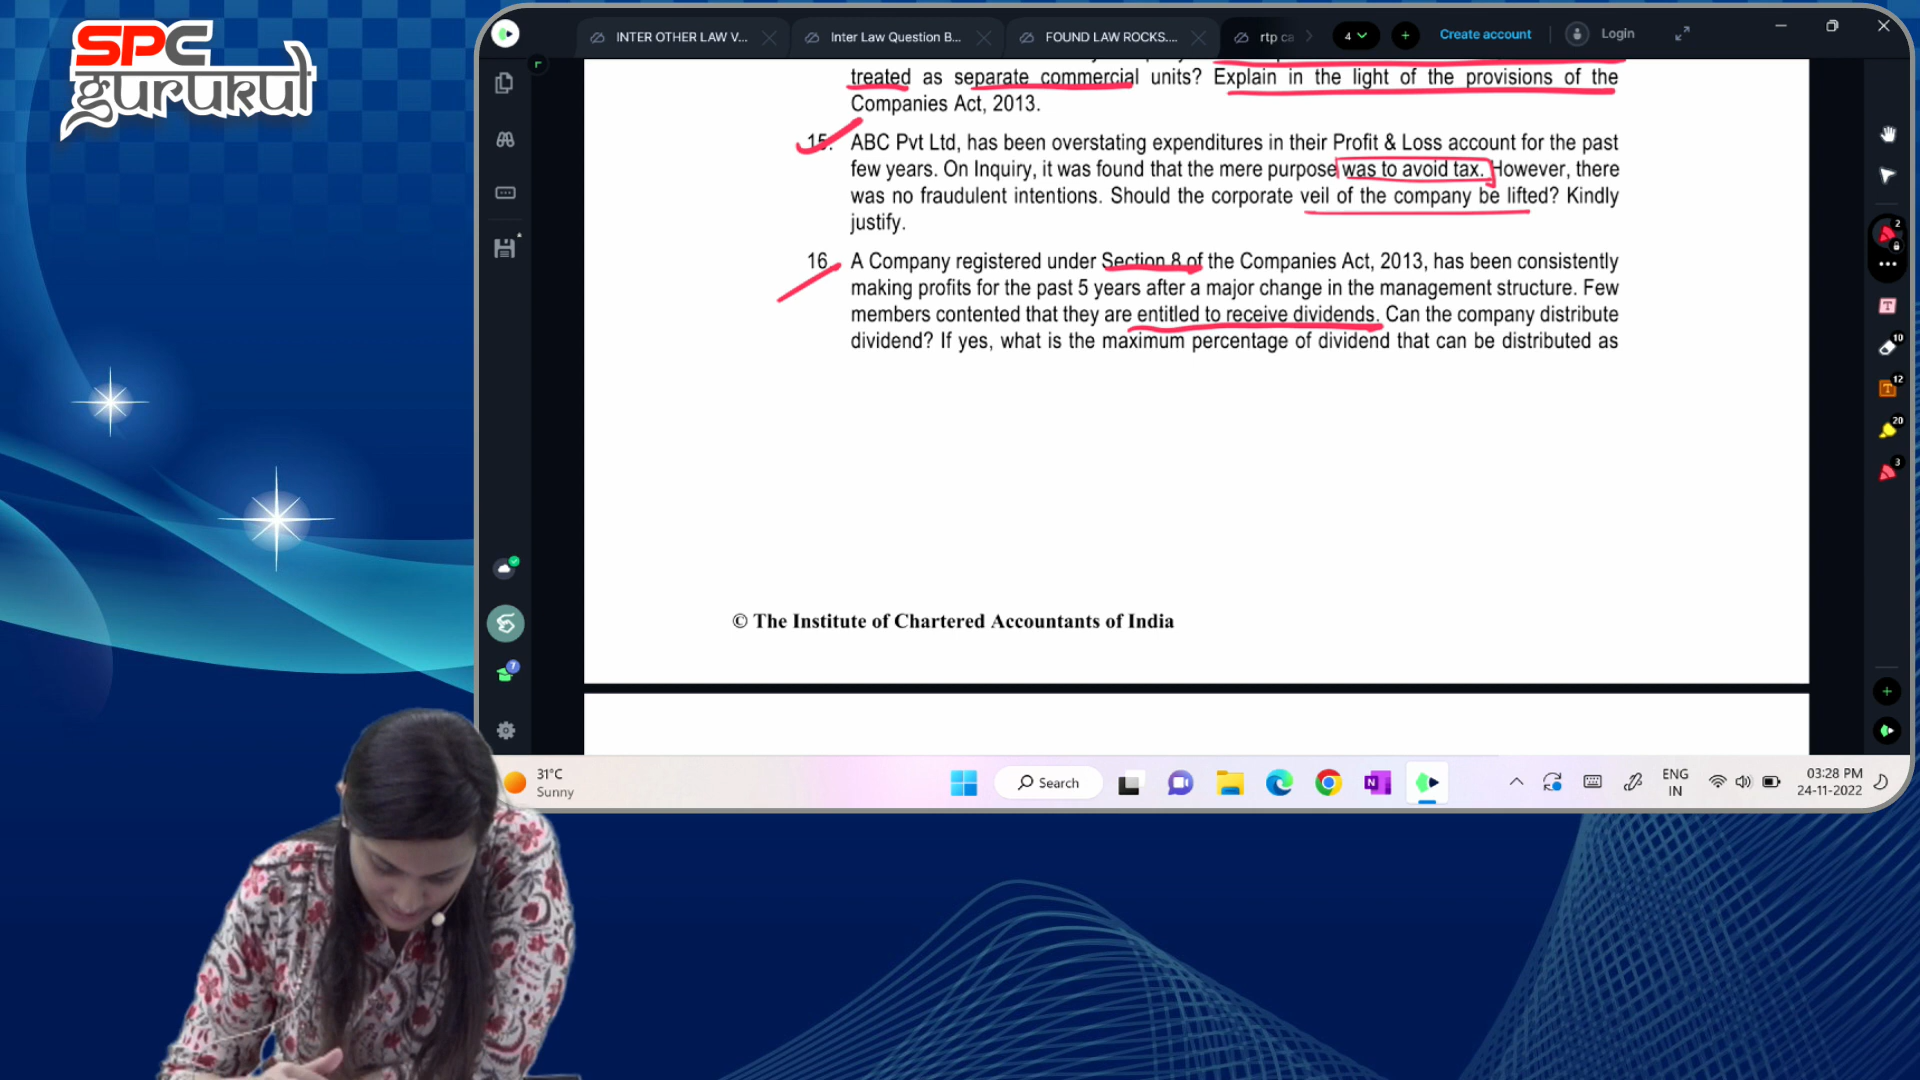 SPC
gurukul
INTER OTHER LAW V...
Inter Law Question B...
FOUND LAW ROCKS....
rtp ca
4
Create account
Login
treated as separate commercial units? Explain in the light of the provisions of the
Companies Act, 2013.
15. ABC Pvt Ltd, has been overstating expenditures in their Profit & Loss account for the past
few years. On Inquiry, it was found that the mere purpose was to avoid tax. However, there
was no fraudulent intentions. Should the corporate veil of the company be lifted? Kindly
justify.
16. A Company registered under Section 8 of the Companies Act, 2013, has been consistently
making profits for the past 5 years after a major change in the management structure. Few
members contented that they are entitled to receive dividends. Can the company distribute
dividend? If yes, what is the maximum percentage of dividend that can be distributed as
© The Institute of Chartered Accountants of India
2
10
12
20
3
7
31°C
Sunny
Search
ENG
IN
03:28 PM
24-11-2022